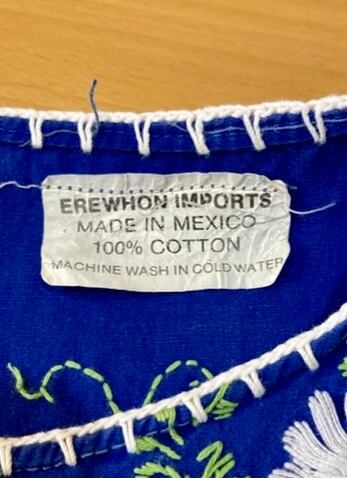 EREWHON IMPORTS
MADE IN MEXICO
100% COTTON
MACHINE WASH IN COLD WATER